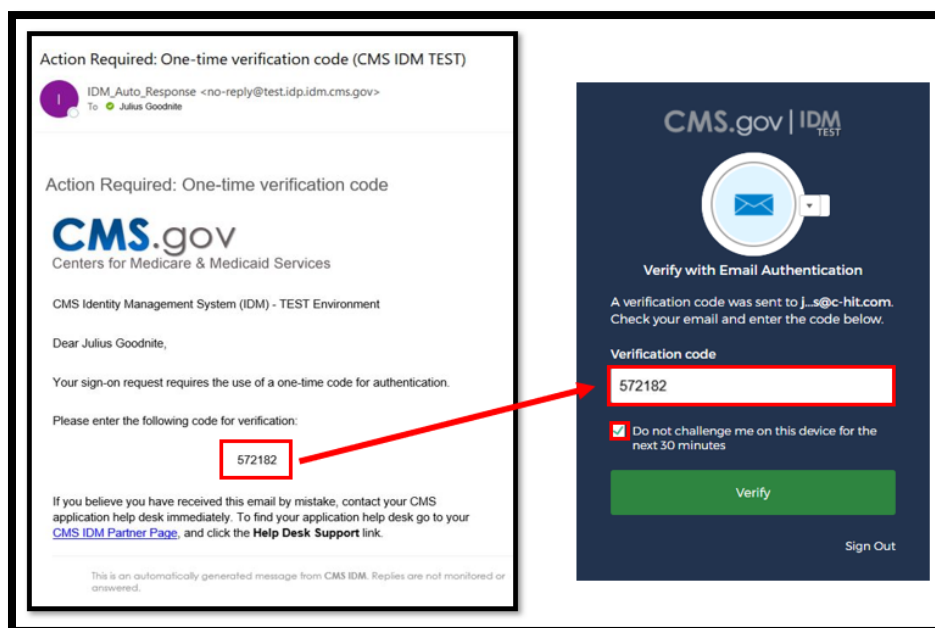 Action Required: One-time verification code (CMS IDM TEST)
I
IDM_Auto_Response <no-reply@test.idp.idm.cms.gov>
To Julius Goodnite
Action Required: One-time verification code
CMS.gov
Centers for Medicare & Medicaid Services
CMS Identity Management System (IDM) - TEST Environment
Dear Julius Goodnite,
Your sign-on request requires the use of a one-time code for authentication.
Please enter the following code for verification:
572182
If you believe you have received this email by mistake, contact your CMS
application help desk immediately. To find your application help desk go to your
CMS IDM Partner Page, and click the Help Desk Support link.
This is an automatically generated message from CMS IDM. Replies are not monitored or
answered.
CMS.gov | IDM
TEST
Verify with Email Authentication
A verification code was sent to j...s@c-hit.com.
Check your email and enter the code below.
Verification code
572182
Do not challenge me on this device for the
next 30 minutes
Verify
Sign Out